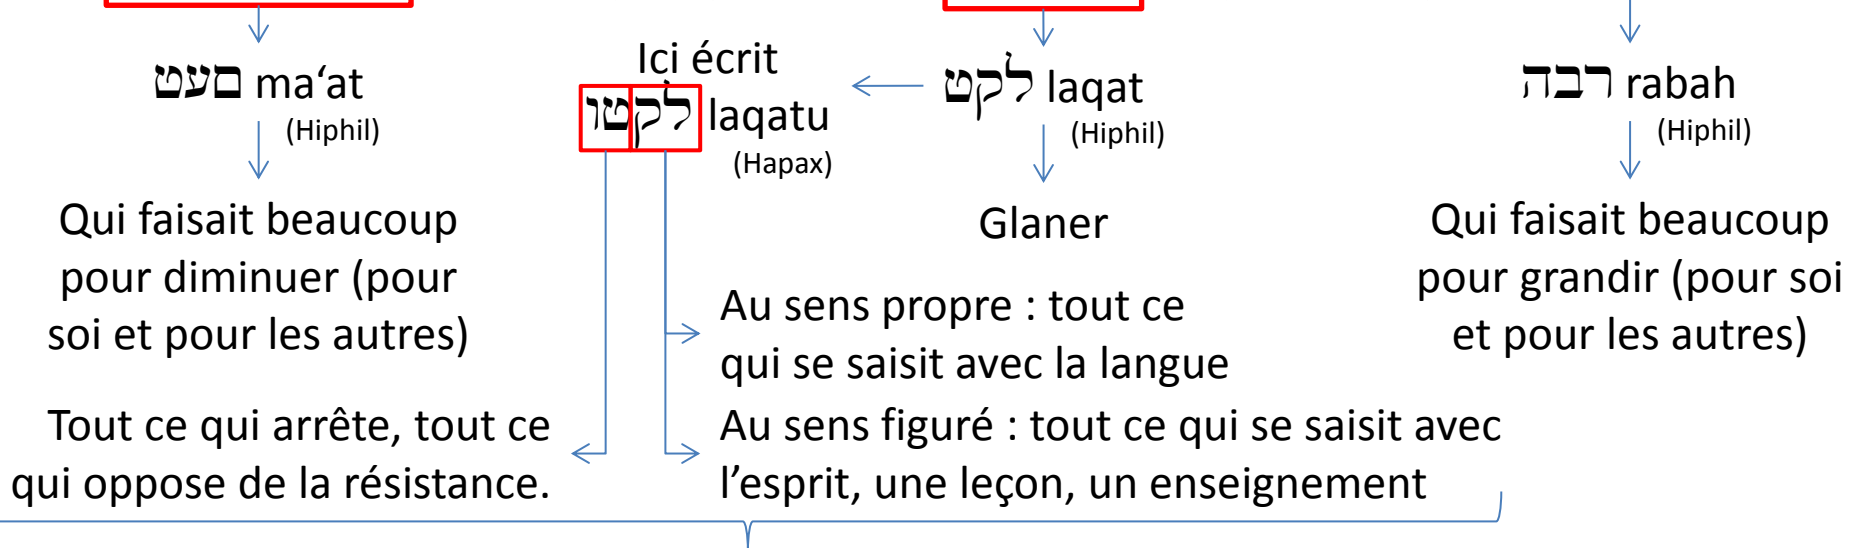 םעט ma‘at
(Hiphil)
Qui faisait beaucoup
pour diminuer (pour
soi et pour les autres)
Ici écrit
לקטו laqatu
(Hapax)
לקט laqat
(Hiphil)
Glaner
רבה rabah
(Hiphil)
Qui faisait beaucoup
pour grandir (pour soi
et pour les autres)
Au sens propre : tout ce
qui se saisit avec la langue
Tout ce qui arrête, tout ce
qui oppose de la résistance.
Au sens figuré : tout ce qui se saisit avec
l’esprit, une leçon, un enseignement